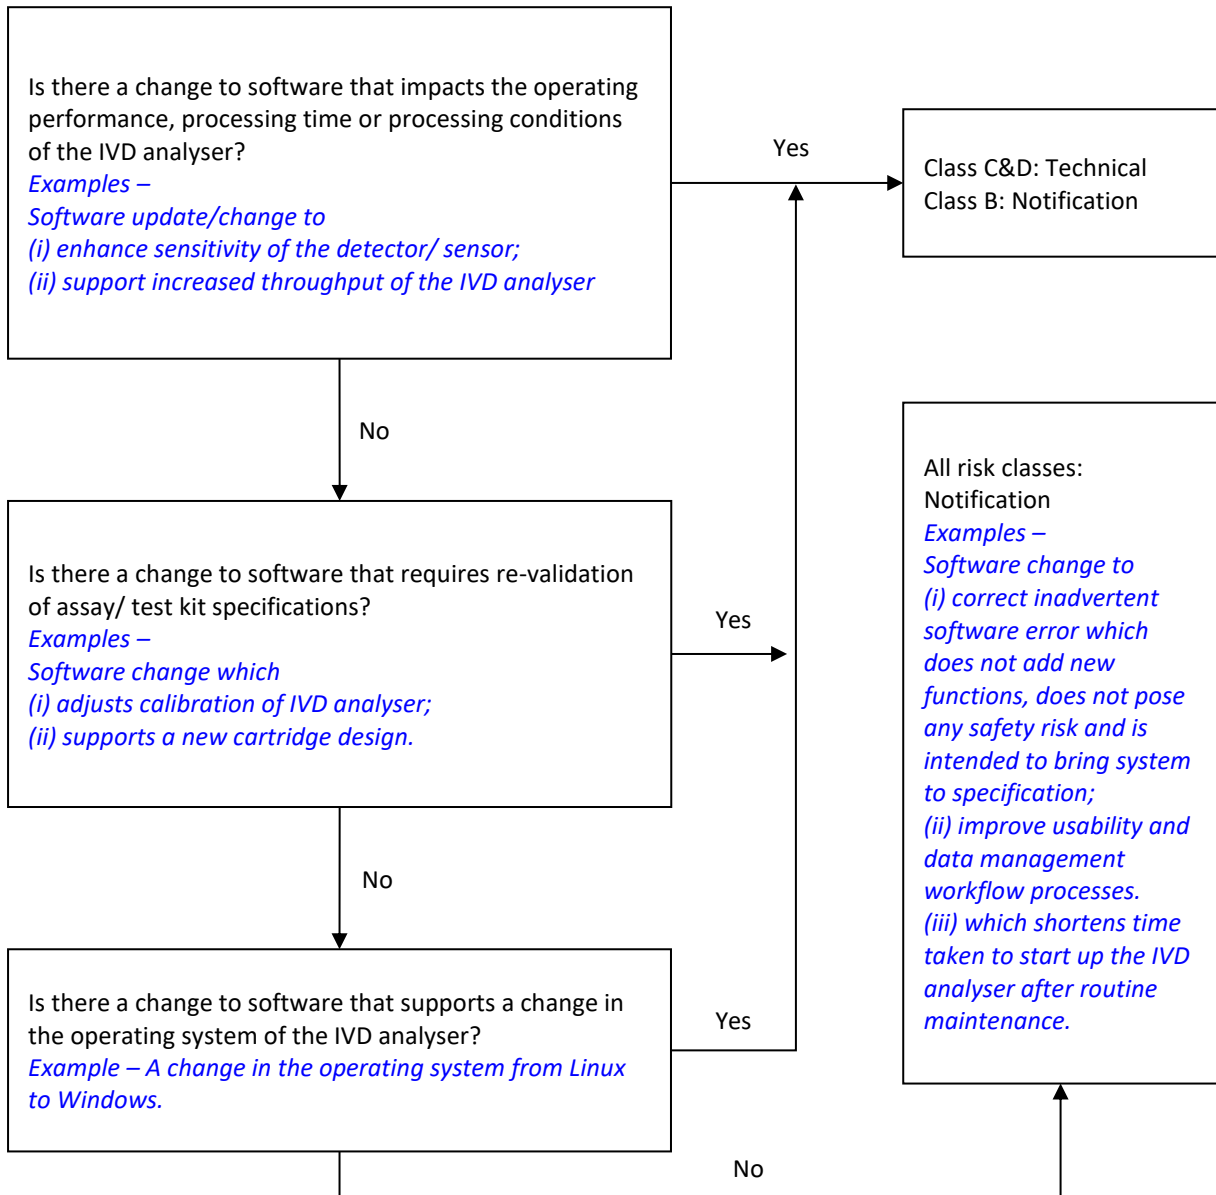 Is there a change to software that impacts the operating
performance, processing time or processing conditions
of the IVD analyser?
Examples –
Software update/change to
(i) enhance sensitivity of the detector/ sensor;
(ii) support increased throughput of the IVD analyser
Yes
Class C&D: Technical
Class B: Notification
No
Is there a change to software that requires re-validation
of assay/ test kit specifications?
Examples –
Software change which
(i) adjusts calibration of IVD analyser;
(ii) supports a new cartridge design.
Yes
No
Is there a change to software that supports a change in
the operating system of the IVD analyser?
Example – A change in the operating system from Linux
to Windows.
Yes
No
All risk classes:
Notification
Examples –
Software change to
(i) correct inadvertent
software error which
does not add new
functions, does not pose
any safety risk and is
intended to bring system
to specification;
(ii) improve usability and
data management
workflow processes.
(iii) which shortens time
taken to start up the IVD
analyser after routine
maintenance.